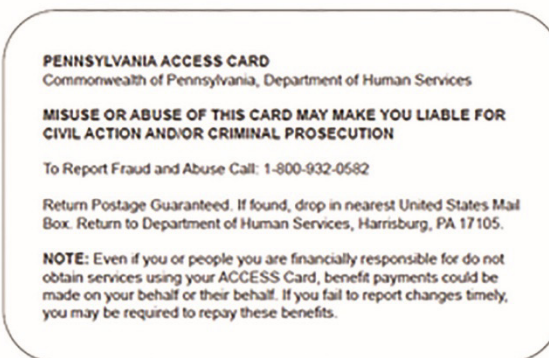 PENNSYLVANIA ACCESS CARD
Commonwealth of Pennsylvania, Department of Human Services
MISUSE OR ABUSE OF THIS CARD MAY MAKE YOU LIABLE FOR
CIVIL ACTION AND/OR CRIMINAL PROSECUTION
To Report Fraud and Abuse Call: 1-800-932-0582
Return Postage Guaranteed. If found, drop in nearest United States Mail
Box. Return to Department of Human Services, Harrisburg, PA 17105.
NOTE: Even if you or people you are financially responsible for do not
obtain services using your ACCESS Card, benefit payments could be
made on your behalf or their behalf. If you fail to report changes timely,
you may be required to repay these benefits.